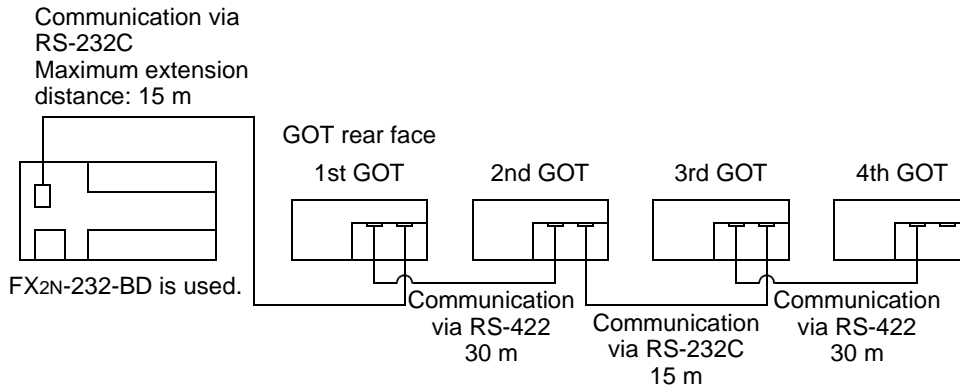 Communication via
RS-232C
Maximum extension
distance: 15 m
GOT rear face
1st GOT
2nd GOT
3rd GOT
4th GOT
FX2N-232-BD is used.
Communication
via RS-422
30 m
Communication
via RS-232C
15 m
Communication
via RS-422
30 m